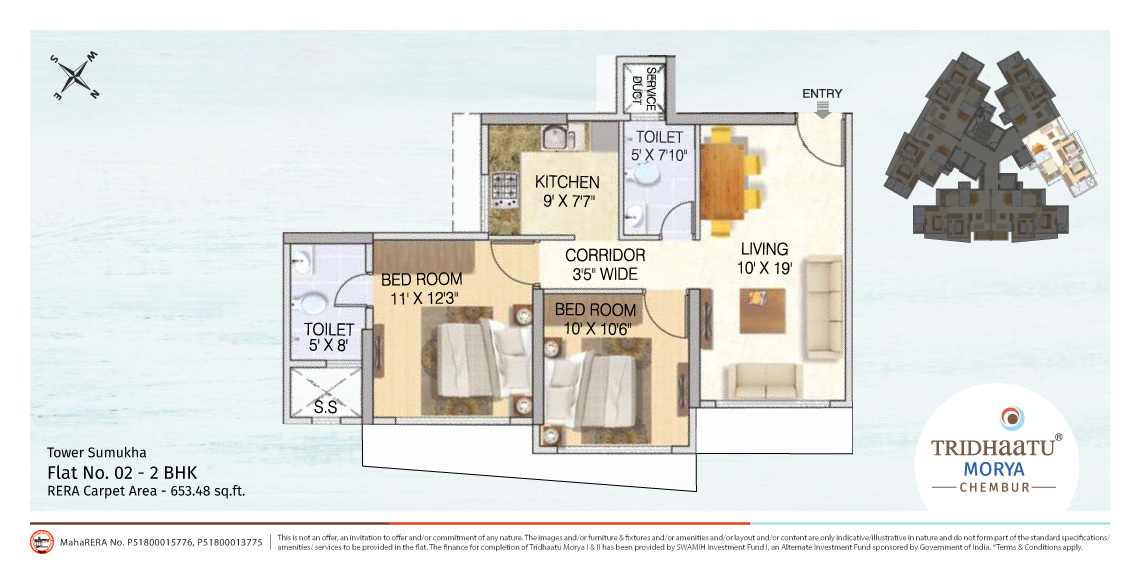 S
W
E
N
SERVICE
DUCT
ENTRY
TOILET
5' X 7'10"
KITCHEN
9' X 7'7"
CORRIDOR
3'5" WIDE
LIVING
10' X 19'
BED ROOM
11' X 12'3"
BED ROOM
10' X 10'6"
TOILET
5' X 8'
S.S
Tower Sumukha
Flat No. 02 - 2 BHK
RERA Carpet Area - 653.48 sq.ft.
TRIDHAATU®
MORYA
CHEMBUR
MahaRERA No. P51800015776, P51800013775
This is not an offer, an invitation to offer and/or commitment of any nature. The images and/or furniture & fixtures and/or amenities and/or layout and/or content are only indicative/illustrative in nature and do not form part of the standard specifications/
amenities/ services to be provided in the flat. The finance for completion of Tridhaatu Morya I & II has been provided by SWAMIH Investment Fund I, an Alternate Investment Fund sponsored by Government of India. *Terms & Conditions apply.